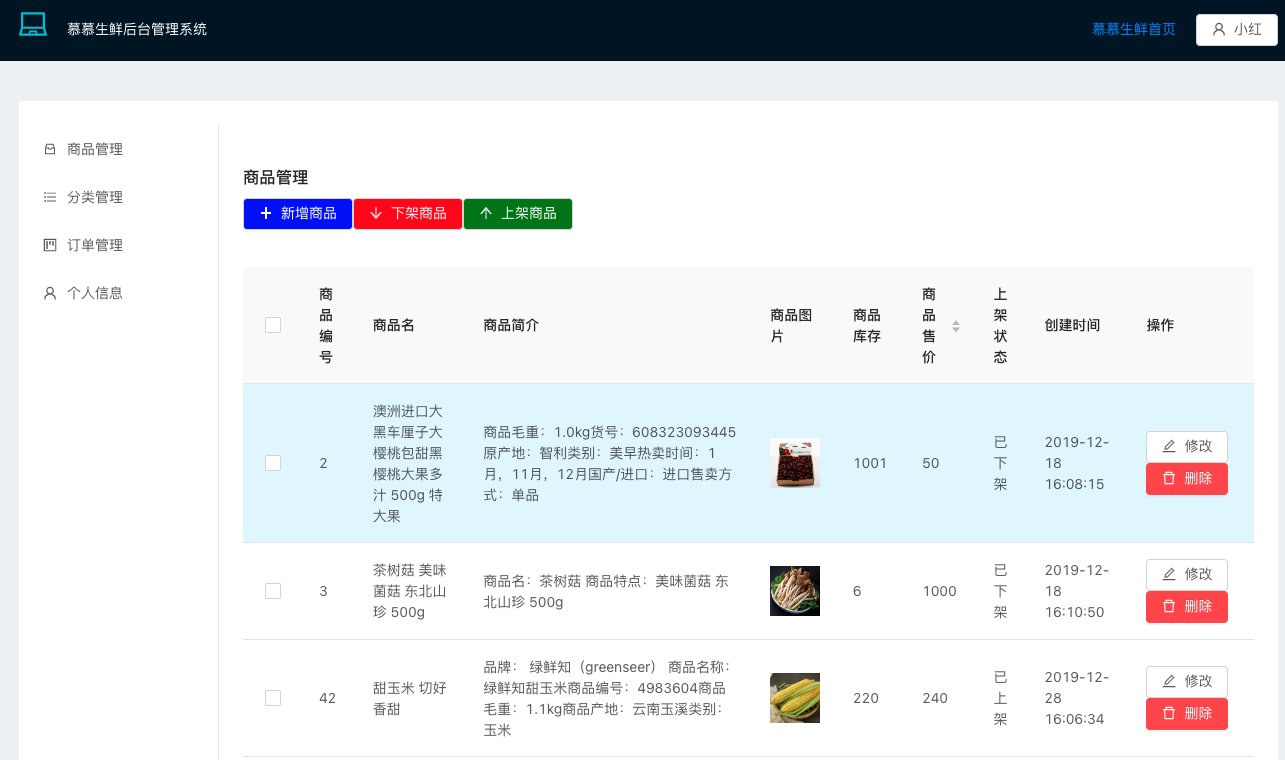 慕慕生鲜后台管理系统
慕慕生鲜首页
小红
商品管理
分类管理
订单管理
个人信息
商品管理
新增商品
下架商品
上架商品
商
品
编
号
商品名
商品简介
商品图
片
商品
库存
商
品
售
价
上
架
状
态
创建时间
操作
2
澳洲进口大
黑车厘子大
樱桃包甜黑
樱桃大果多
汁 500g 特
大果
商品毛重：1.0kg货号：608323093445
原产地：智利类别：美早热卖时间：1
月，11月，12月国产/进口：进口售卖方
式：单品
1001
50
已
下
架
2019-12-
18
16:08:15
修改
删除
3
茶树菇 美味
菌菇 东北山
珍 500g
商品名：茶树菇 商品特点：美味菌菇 东
北山珍 500g
6
1000
已
下
架
2019-12-
18
16:10:50
修改
删除
42
甜玉米 切好
香甜
品牌： 绿鲜知（greenseer） 商品名称：
绿鲜知甜玉米商品编号：4983604商品
毛重：1.1kg商品产地：云南玉溪类别：
玉米
220
240
已
上
架
2019-12-
28
16:06:34
修改
删除